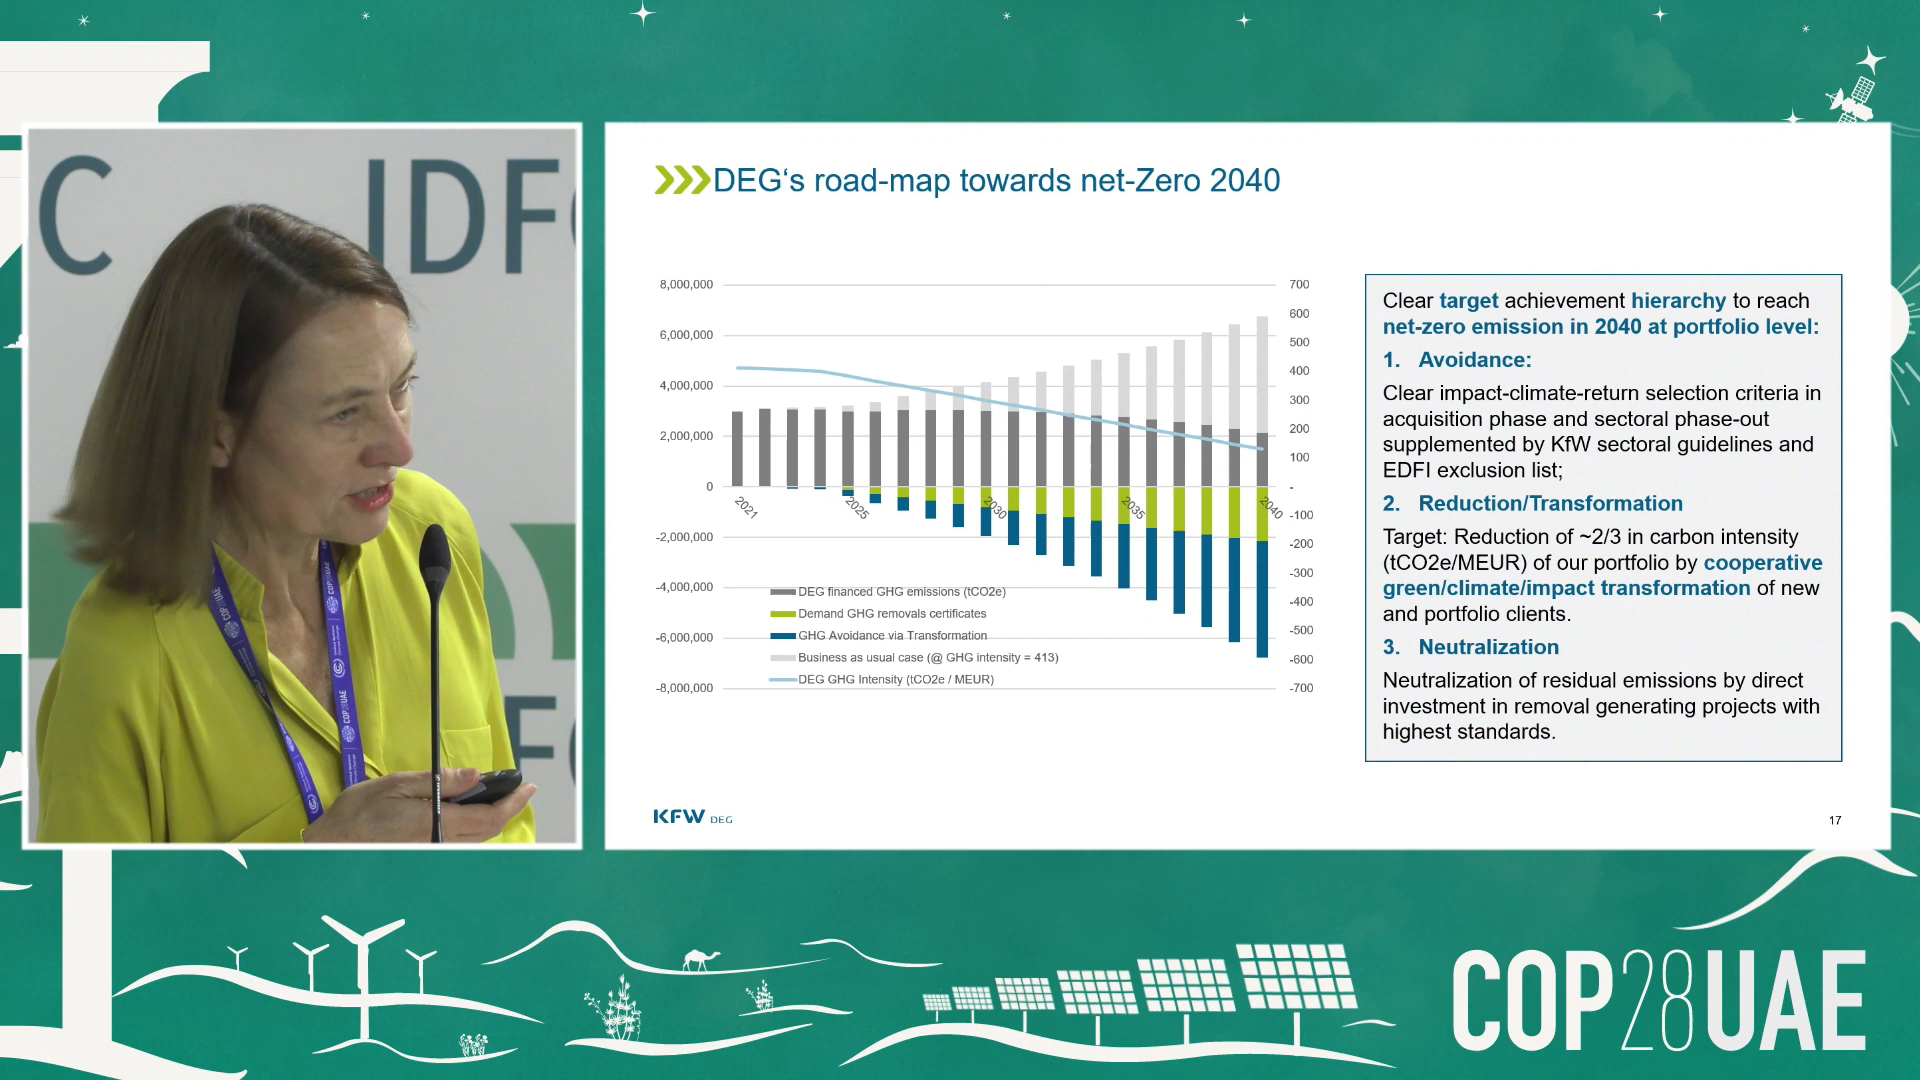 C IDF
F
COP28UAE
COP28UAE
DEG‘s road-map towards net-Zero 2040
8,000,000
6,000,000
4,000,000
2,000,000
0
-2,000,000
-4,000,000
-6,000,000
-8,000,000
700
600
500
400
300
200
100
-
-100
-200
-300
-400
-500
-600
-700
2021
2025
2030
2035
2040
DEG financed GHG emissions (tCO2e)
Demand GHG removals certificates
GHG Avoidance via Transformation
Business as usual case (@ GHG intensity = 413)
DEG GHG Intensity (tCO2e / MEUR)
Clear target achievement hierarchy to reach
net-zero emission in 2040 at portfolio level:
1. Avoidance:
Clear impact-climate-return selection criteria in
acquisition phase and sectoral phase-out
supplemented by KfW sectoral guidelines and
EDFI exclusion list;
2. Reduction/Transformation
Target: Reduction of ~2/3 in carbon intensity
(tCO2e/MEUR) of our portfolio by cooperative
green/climate/impact transformation of new
and portfolio clients.
3. Neutralization
Neutralization of residual emissions by direct
investment in removal generating projects with
highest standards.
KFW DEG
17
COP28UAE